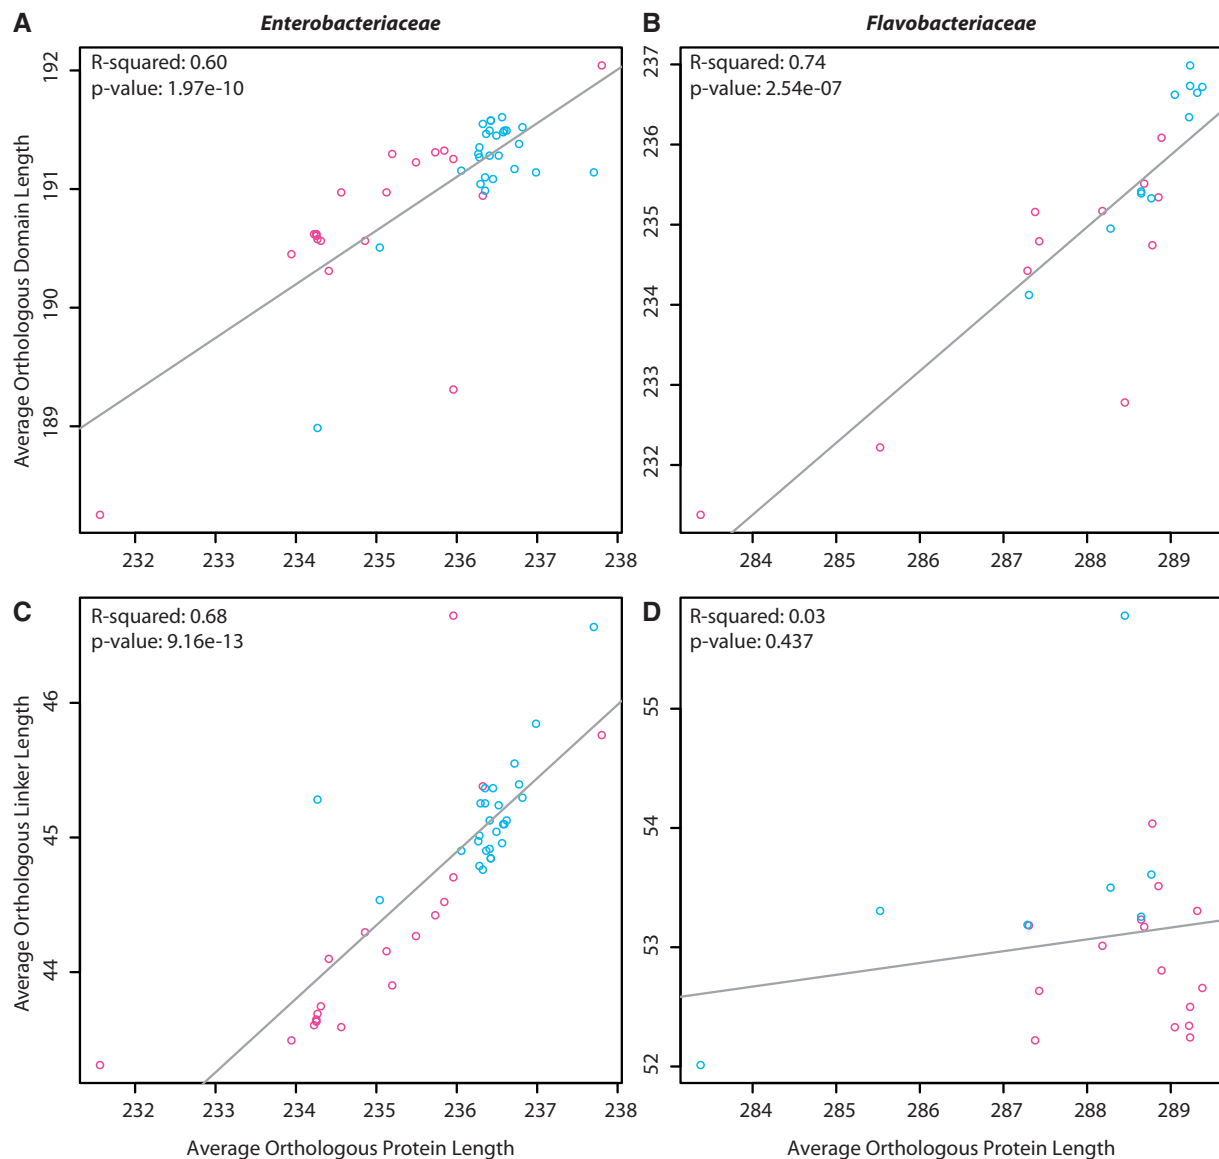 A
Enterobacteriaceae
R-squared: 0.60
p-value: 1.97e-10
Average Orthologous Domain Length
192
191
190
189
232 233 234 235 236 237 238
B
Flavobacteriaceae
R-squared: 0.74
p-value: 2.54e-07
237
236
235
234
233
232
284 285 286 287 288 289
C
R-squared: 0.68
p-value: 9.16e-13
Average Orthologous Linker Length
46
45
44
232 233 234 235 236 237 238
Average Orthologous Protein Length
D
R-squared: 0.03
p-value: 0.437
55
54
53
52
284 285 286 287 288 289
Average Orthologous Protein Length